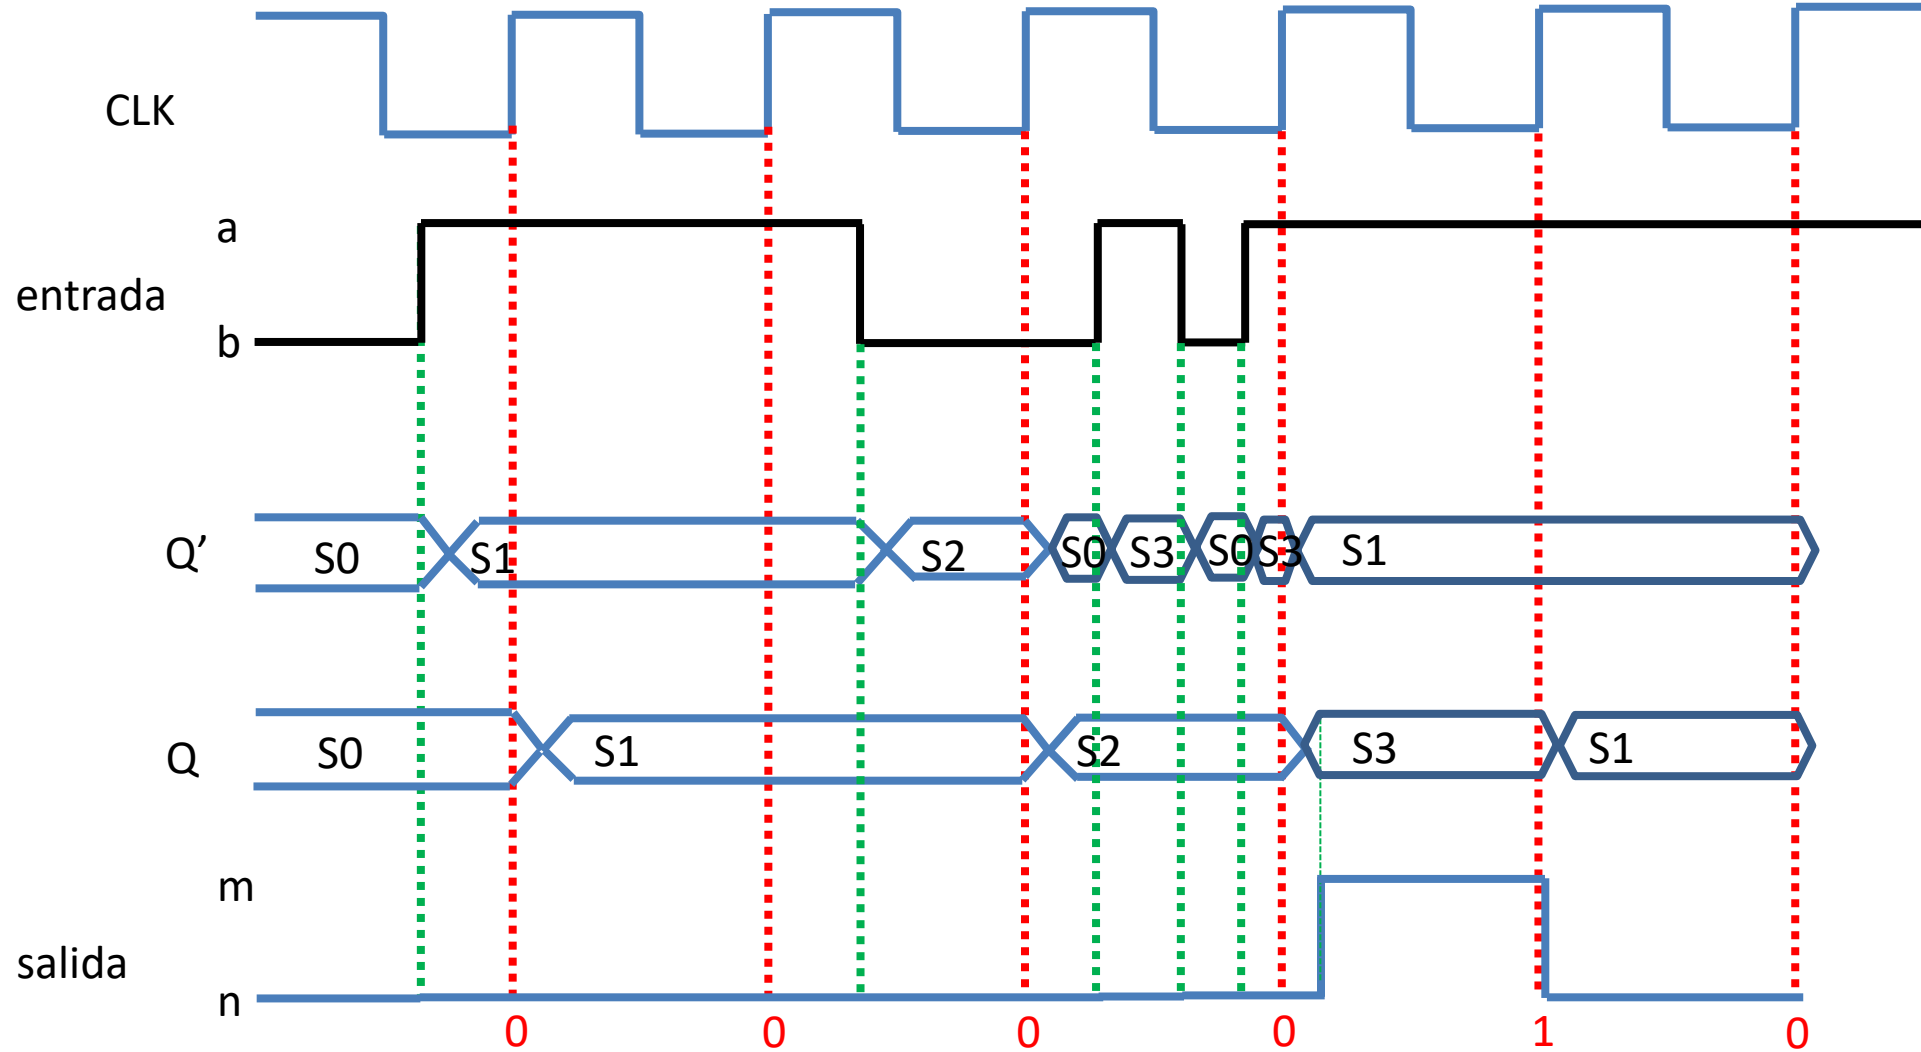 CLK
a
entrada
b
Q' S0 S1 S2 S0 S3 S0 S3 S1
Q S0 S1 S2 S3 S1
m
salida
n
0 0 0 0 1 0